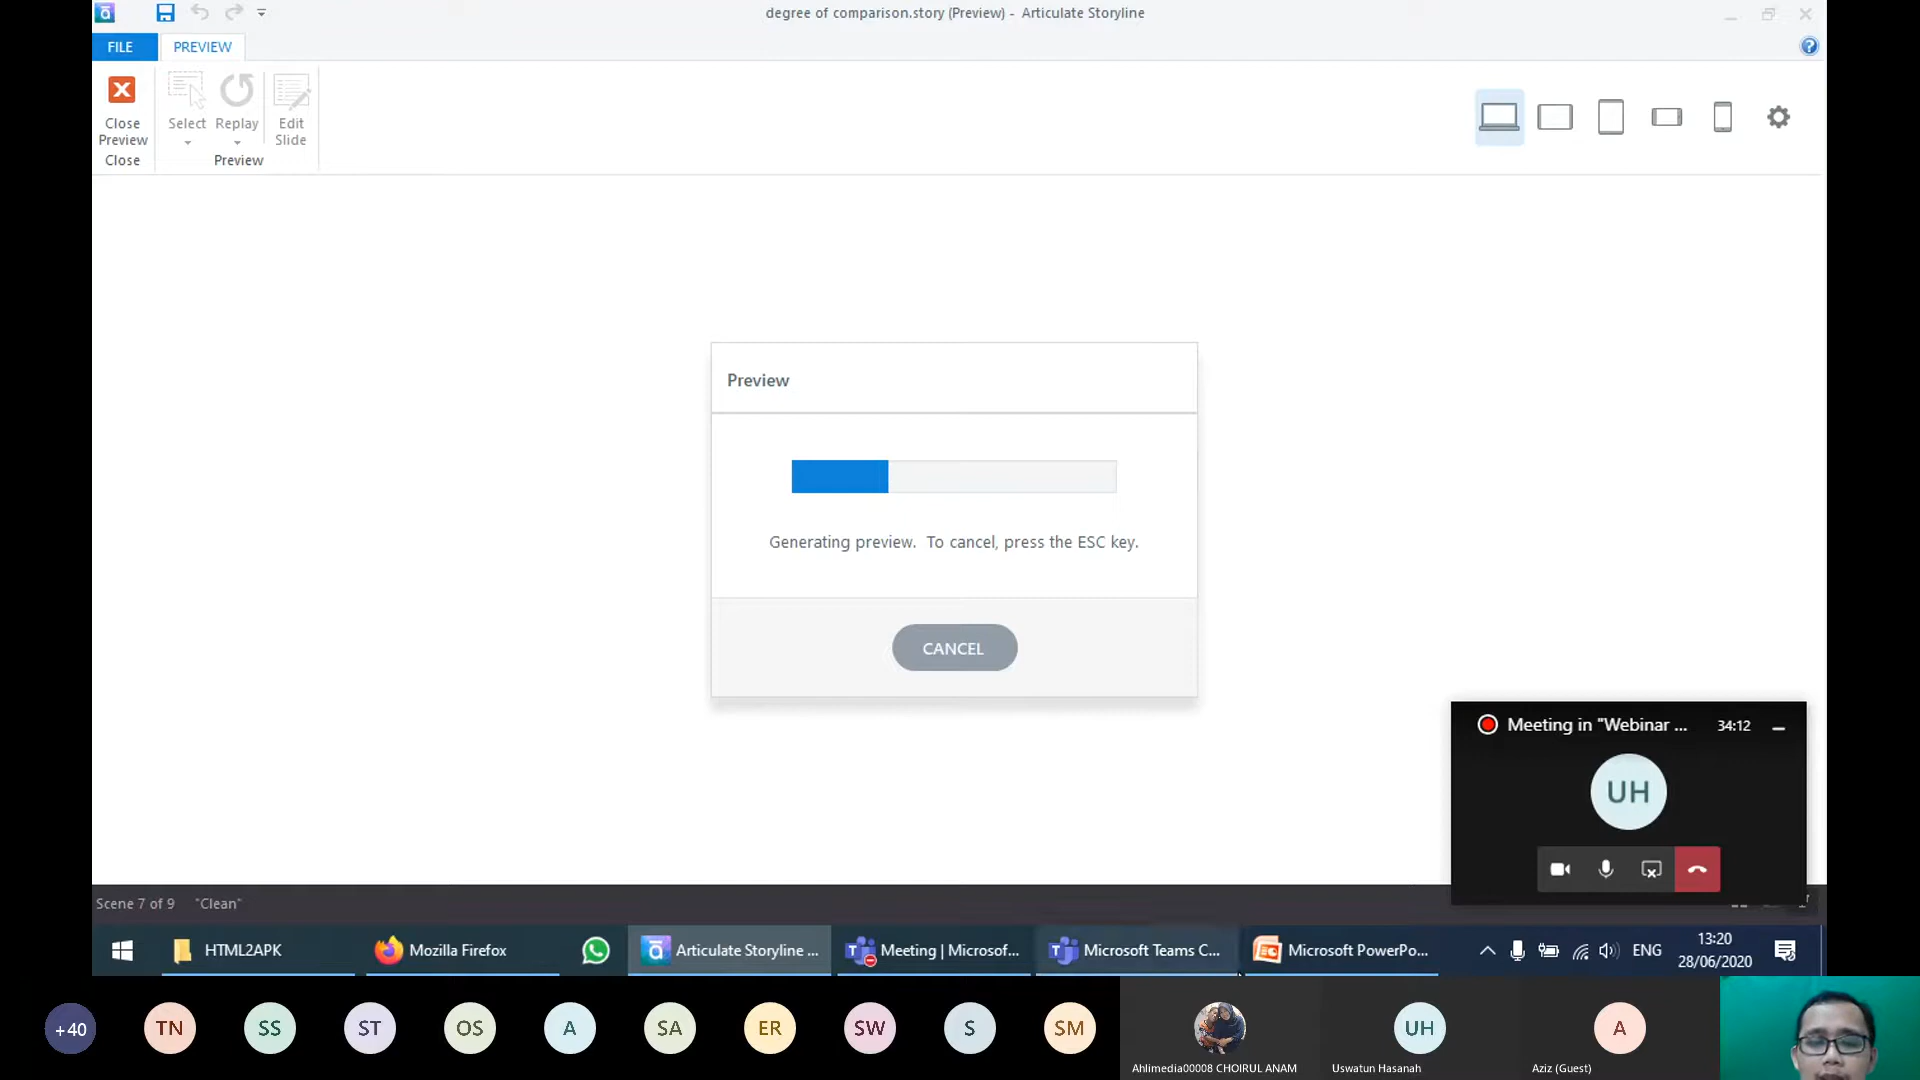 degree of comparison.story (Preview) - Articulate Storyline
FILE
PREVIEW
Close
Preview
Close
Select
Replay
Edit
Slide
Preview
Preview
Generating preview. To cancel, press the ESC key.
CANCEL
Meeting in "Webinar ...
34:12
UH
Scene 7 of 9
"Clean"
HTML2APK
Mozilla Firefox
Articulate Storyline ...
Meeting | Microsof...
Microsoft Teams C...
Microsoft PowerPo...
ENG
13:20
28/06/2020
+40
TN
SS
ST
OS
A
SA
ER
SW
S
SM
Ahlimedia00008 CHOIRUL ANAM
UH
Uswatun Hasanah
A
Aziz (Guest)